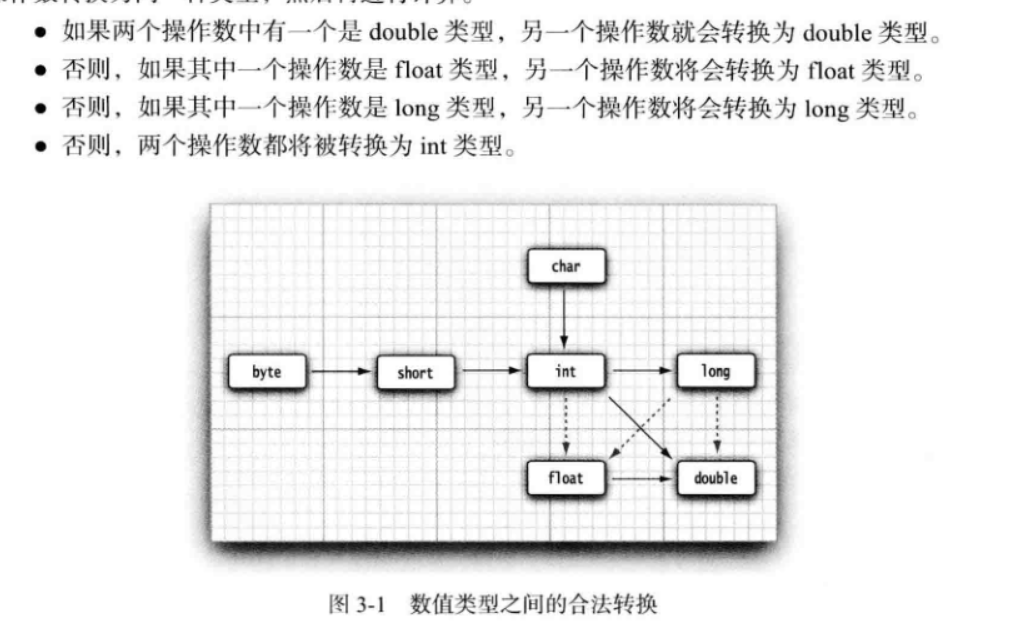 ● 如果两个操作数中有一个是 double 类型，另一个操作数就会转换为 double 类型。
● 否则，如果其中一个操作数是 float 类型，另一个操作数将会转换为 float 类型。
● 否则，如果其中一个操作数是 long 类型，另一个操作数将会转换为 long 类型。
● 否则，两个操作数都将被转换为 int 类型。
char
byte
short
int
long
float
double
图 3-1 数值类型之间的合法转换